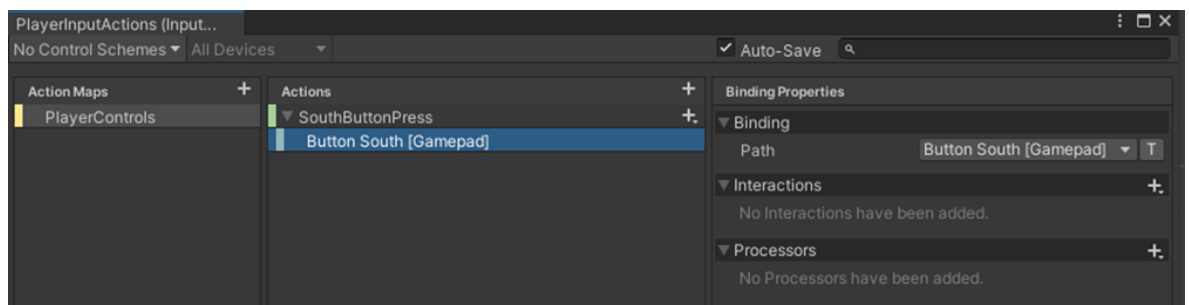 PlayerInputActions (Input...
No Control Schemes All Devices Auto-Save
Action Maps + Actions + Binding Properties
PlayerControls SouthButtonPress + Binding
Button South [Gamepad] Path Button South [Gamepad] T
Interactions +
No Interactions have been added.
Processors +
No Processors have been added.